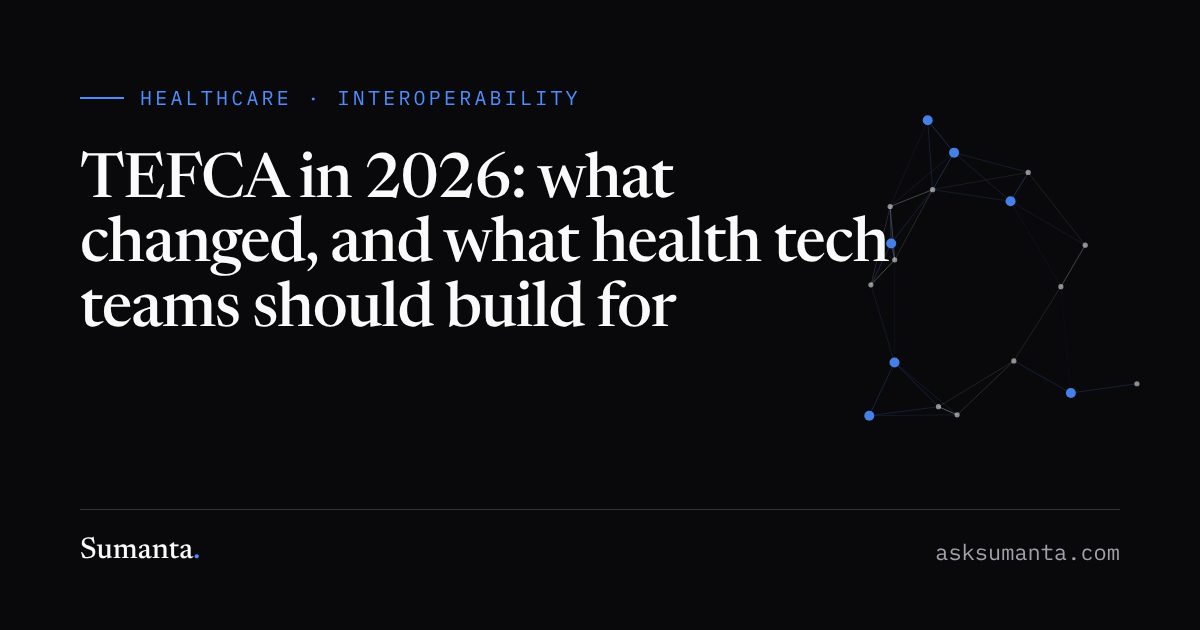 HEALTHCARE · INTEROPERABILITY
TEFCA in 2026: what
changed, and what health tech
teams should build for
Sumanta.
asksumanta.com